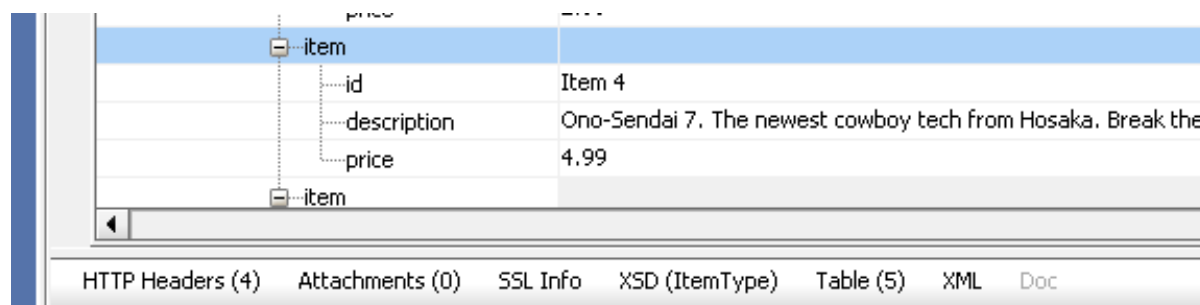 item
id Item 4
description Ono-Sendai 7. The newest cowboy tech from Hosaka. Break the
price 4.99
item
HTTP Headers (4) Attachments (0) SSL Info XSD (ItemType) Table (5) XML Doc